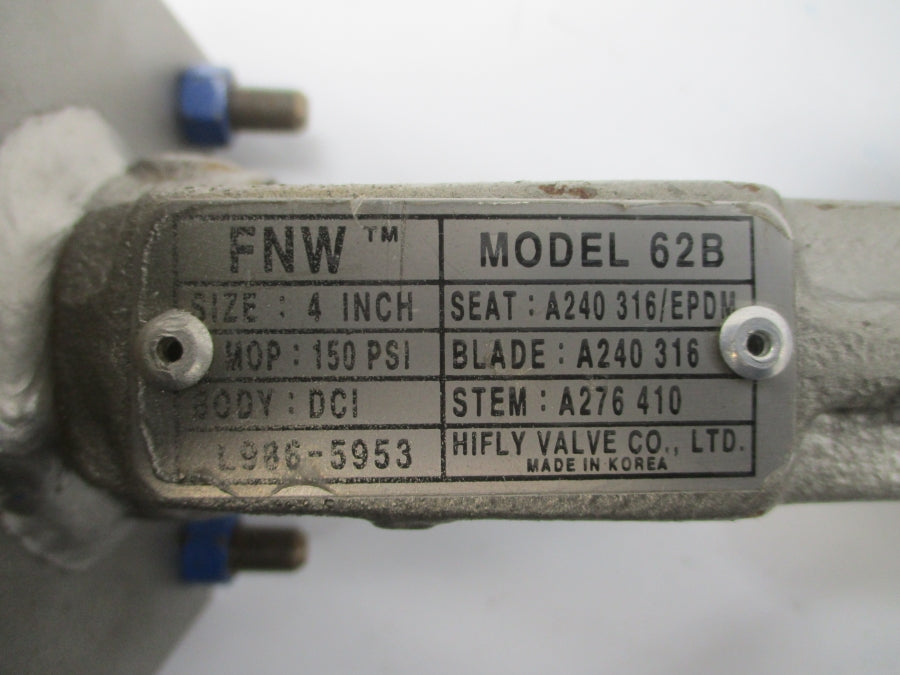 FNW ™
MODEL 62B
SIZE : 4 INCH
SEAT : A240 316/EPDM
MOP : 150 PSI
BLADE : A240 316
BODY : DCI
STEM : A276 410
L986-5953
HIFLY VALVE CO., LTD.
MADE IN KOREA